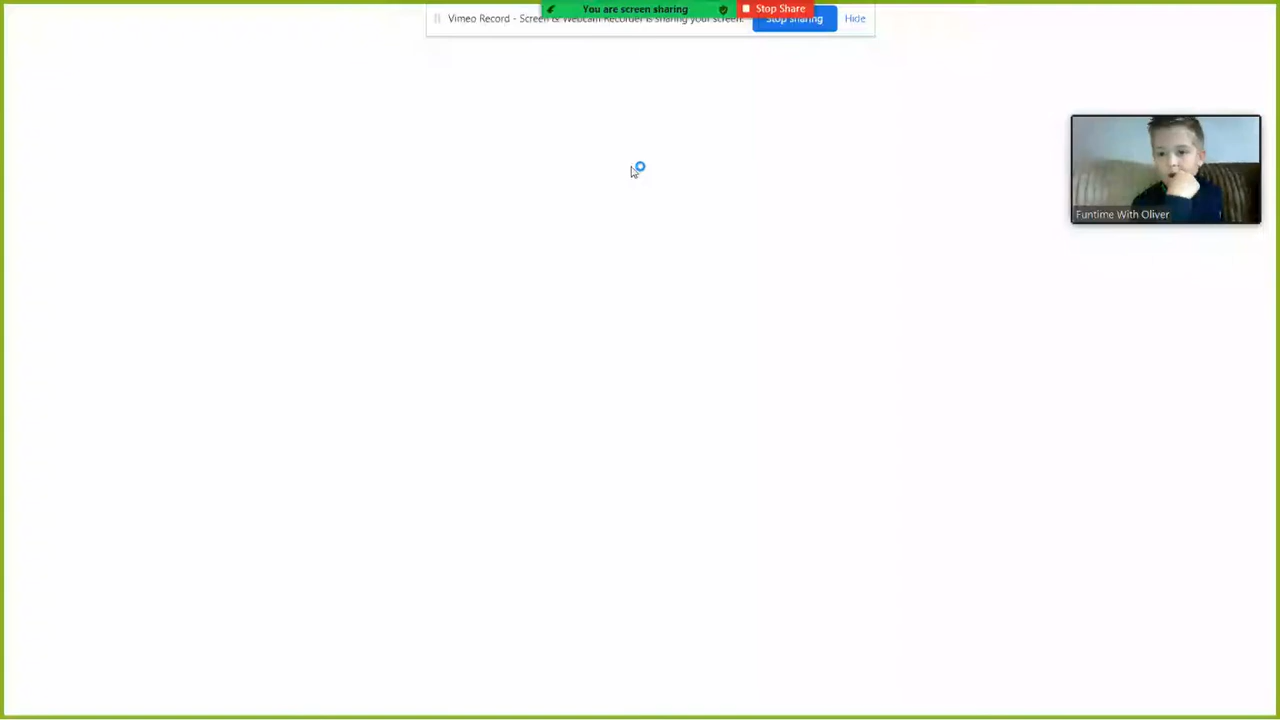 You are screen sharing
Stop Share
Vimeo Record - Screen & Webcam Recorder is sharing your screen.
Stop sharing
Hide
Funtime With Oliver